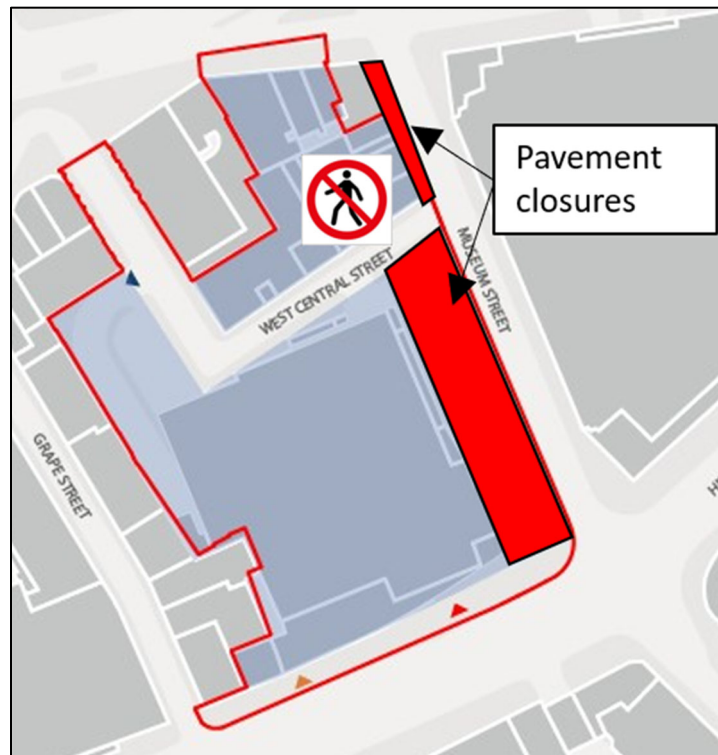 Pavement
closures
MUSEUM STREET
WEST CENTRAL STREET
GRAPE STREET